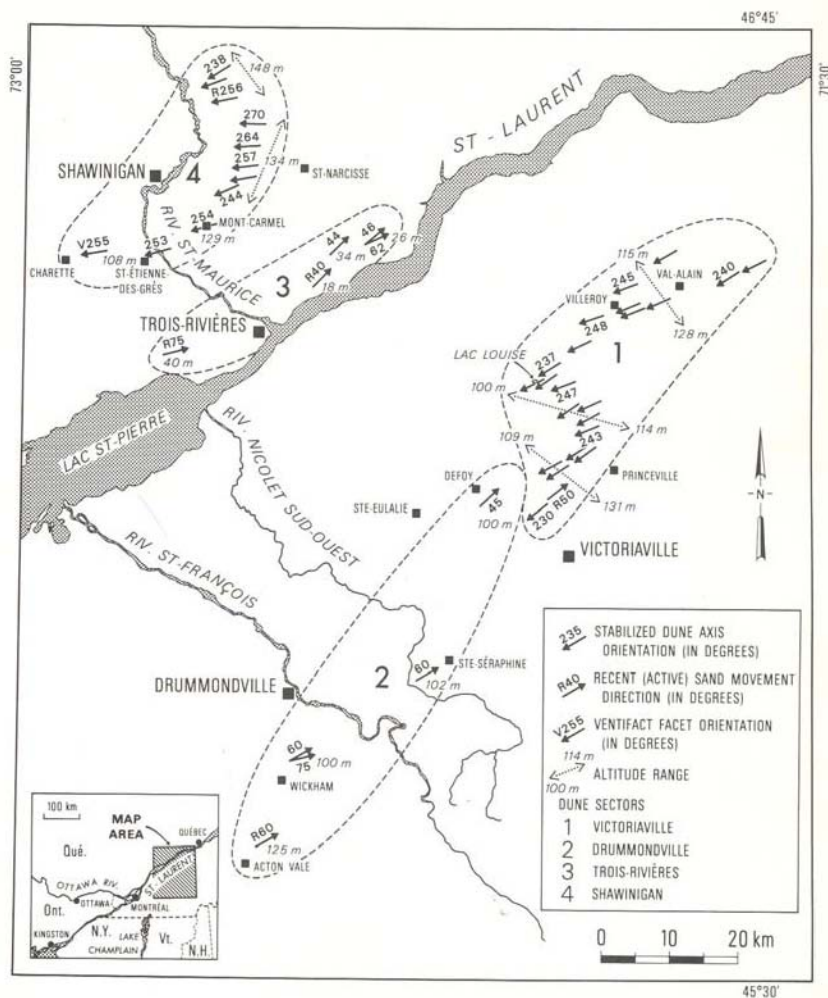 46°45'
73°00'
71°30'
238
148 m
R256
270
264
134 m
257
244
ST-NARCISSE
SHAWINIGAN
4
254
MONT-CARMEL
129 m
V255
253
108 m
CHARETTE
ST-ÉTIENNE
-DES-GRÉS
RIV. ST-MAURICE
ST-LAURENT
44
46
62
26 m
34 m
R40
18 m
3
TROIS-RIVIÈRES
R75
40 m
LAC ST-PIERRE
115 m
VAL-ALAIN
240
245
VILLEROY
248
128 m
1
LAC LOUISE
237
100 m
247
114 m
109 m
243
PRINCEVILLE
R50
230
131 m
RIV. NICOLET SUD-OUEST
DEFOY
45
100 m
STE-EULALIE
VICTORIAVILLE
N
RIV. ST-FRANÇOIS
2
60
STE-SÉRAPHINE
102 m
DRUMMONDVILLE
60
75
100 m
WICKHAM
R60
125 m
ACTON VALE
235 STABILIZED DUNE AXIS
ORIENTATION (IN DEGREES)
R40 RECENT (ACTIVE) SAND MOVEMENT
DIRECTION (IN DEGREES)
V255 VENTIFACT FACET ORIENTATION
(IN DEGREES)
114 m
100 m ALTITUDE RANGE
DUNE SECTORS
1 VICTORIAVILLE
2 DRUMMONDVILLE
3 TROIS-RIVIÈRES
4 SHAWINIGAN
0 10 20 km
100 km
MAP
AREA
QUÉBEC
Qué.
ST-LAURENT
OTTAWA RIV.
OTTAWA
MONTRÉAL
Ont.
KINGSTON
N.Y.
LAKE
CHAMPLAIN
Vt.
N.H.
45°30'